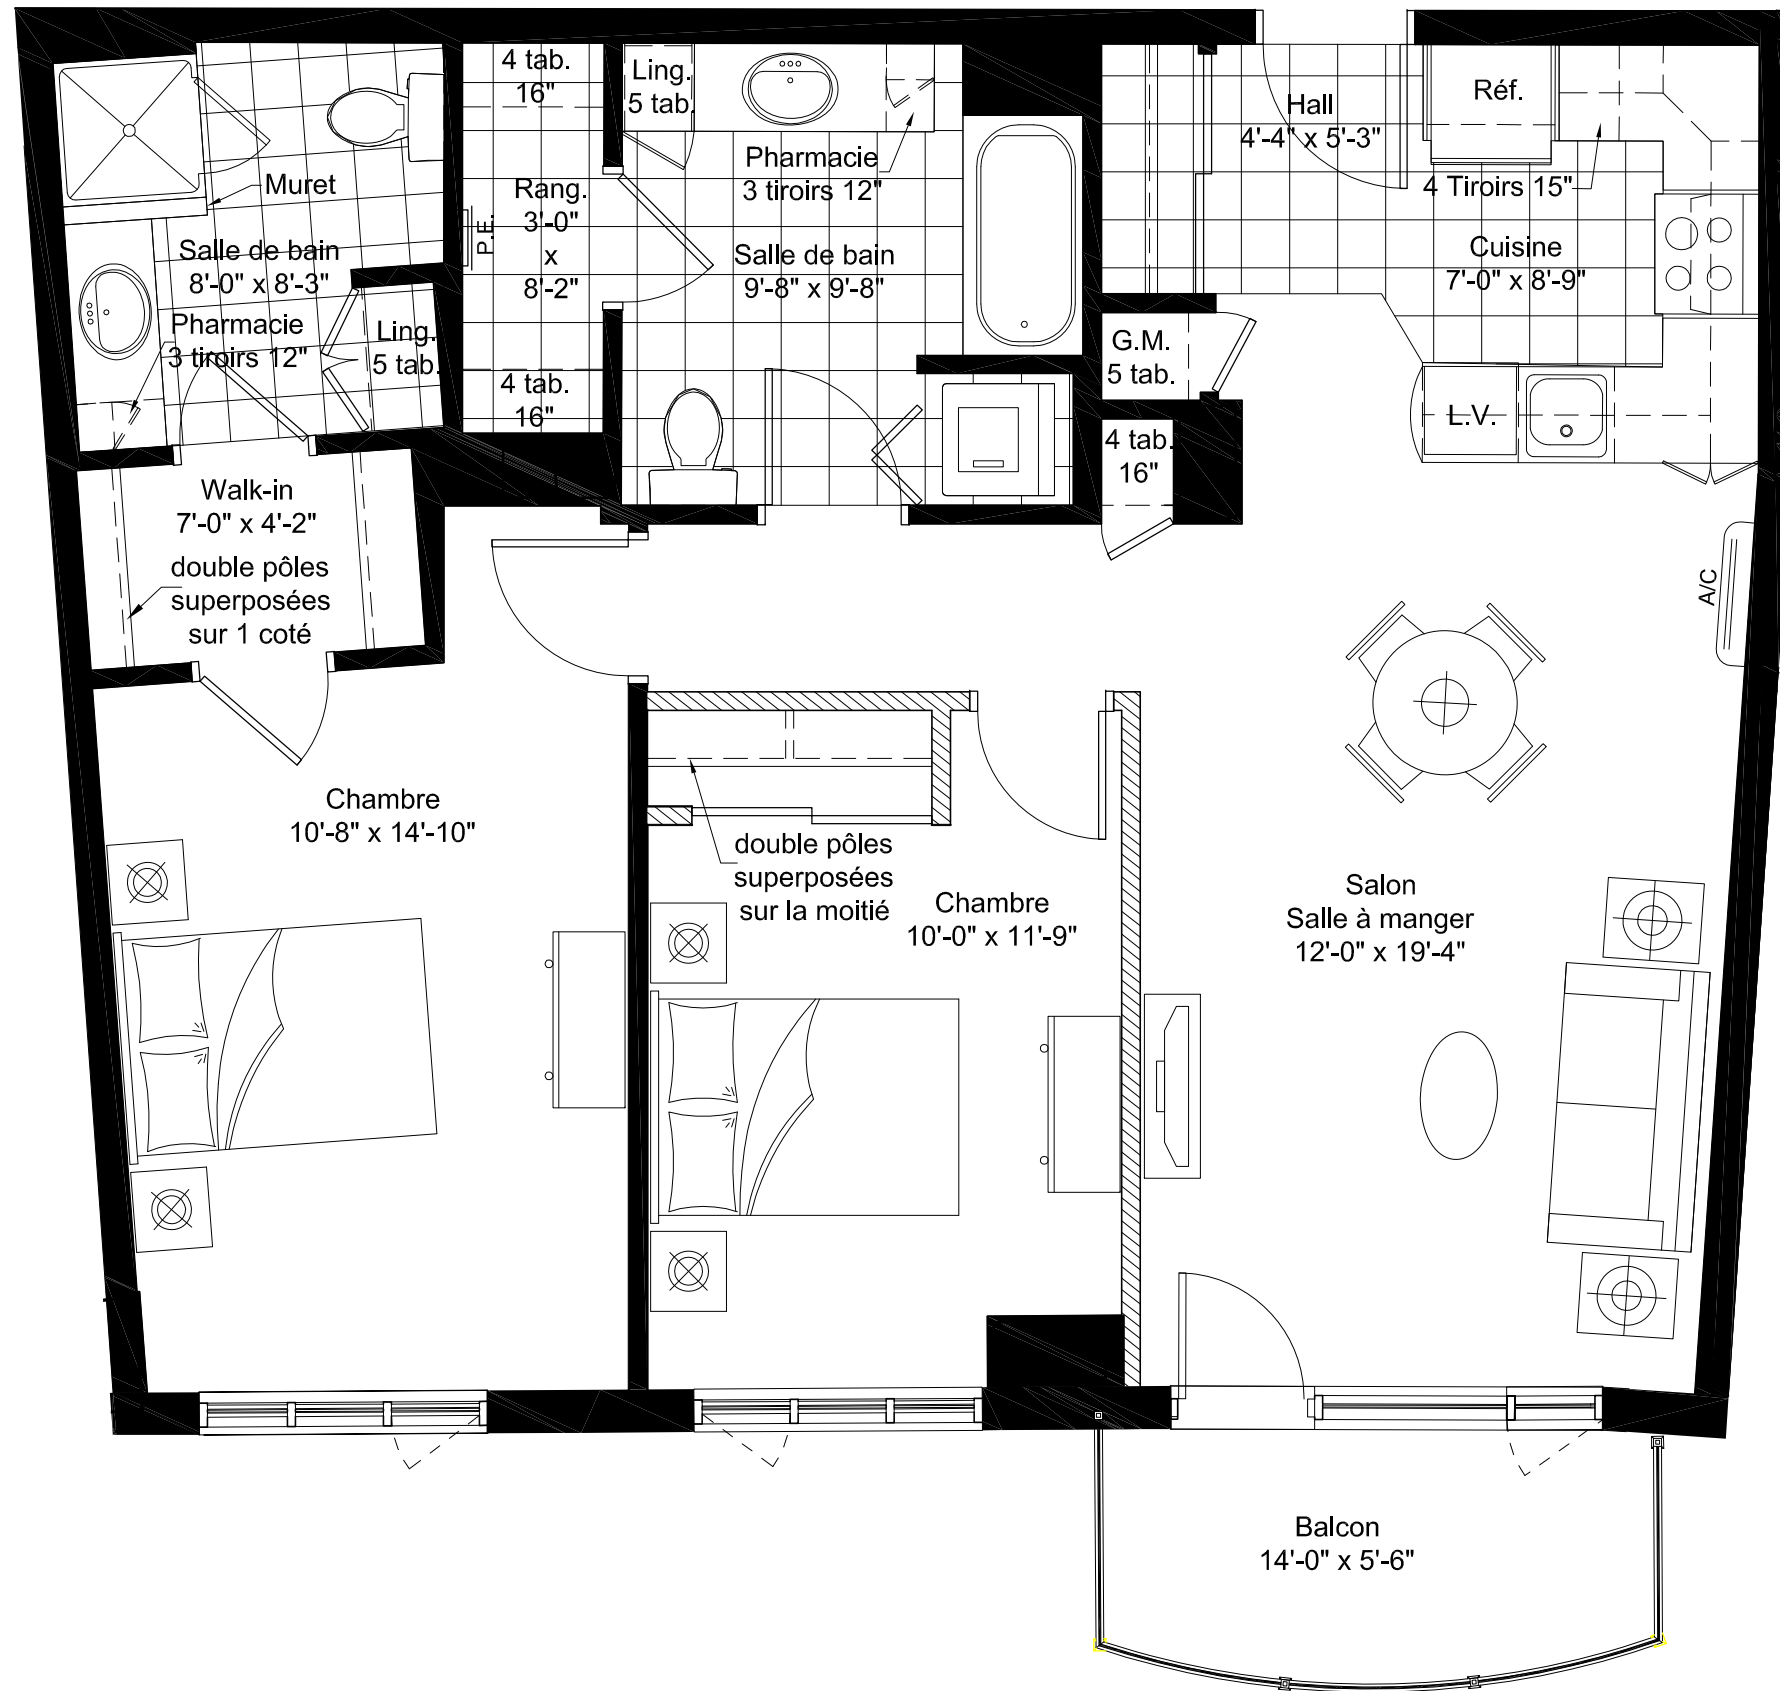 4 tab.
16"
Ling.
5 tab.
Hall
4'-4" x 5'-3"
Réf.
Muret
Rang.
3'-0"
x
8'-2"
P.E.
Pharmacie
3 tiroirs 12"
4 Tiroirs 15"
Salle de bain
8'-0" x 8'-3"
Salle de bain
9'-8" x 9'-8"
Cuisine
7'-0" x 8'-9"
Pharmacie
3 tiroirs 12"
Ling.
5 tab.
4 tab.
16"
G.M.
5 tab.
L.V.
4 tab.
16"
Walk-in
7'-0" x 4'-2"
double pôles
superposées
sur 1 coté
A/C
Chambre
10'-8" x 14'-10"
double pôles
superposées
sur la moitié
Chambre
10'-0" x 11'-9"
Salon
Salle à manger
12'-0" x 19'-4"
Balcon
14'-0" x 5'-6"